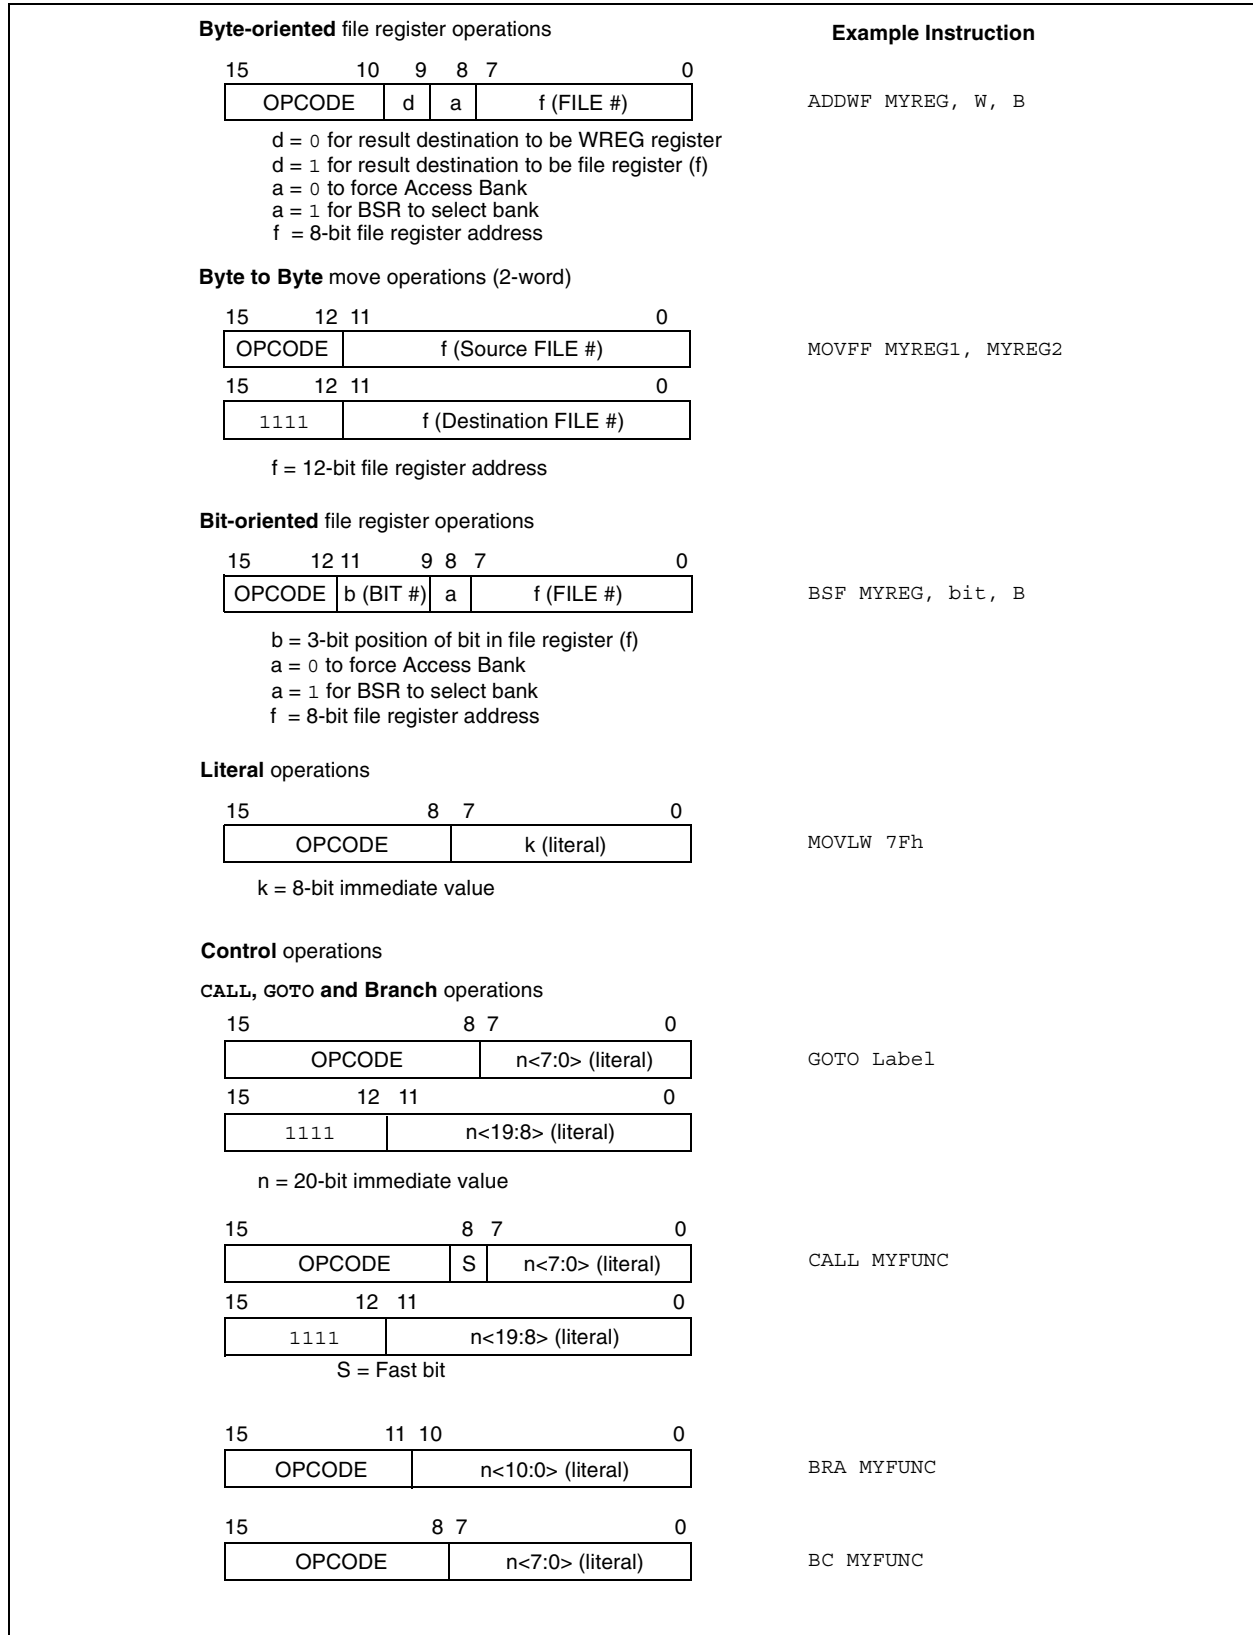 Byte-oriented file register operations Example Instruction
15 10 9 8 7 0
OPCODE d a f (FILE #) ADDWF MYREG, W, B
d = 0 for result destination to be WREG register
d = 1 for result destination to be file register (f)
a = 0 to force Access Bank
a = 1 for BSR to select bank
f = 8-bit file register address
Byte to Byte move operations (2-word)
15 12 11 0
OPCODE f (Source FILE #) MOVFF MYREG1, MYREG2
15 12 11 0
1111 f (Destination FILE #)
f = 12-bit file register address
Bit-oriented file register operations
15 12 11 9 8 7 0
OPCODE b (BIT #) a f (FILE #) BSF MYREG, bit, B
b = 3-bit position of bit in file register (f)
a = 0 to force Access Bank
a = 1 for BSR to select bank
f = 8-bit file register address
Literal operations
15 8 7 0
OPCODE k (literal) MOVLW 7Fh
k = 8-bit immediate value
Control operations
CALL, GOTO and Branch operations
15 8 7 0
OPCODE n<7:0> (literal) GOTO Label
15 12 11 0
1111 n<19:8> (literal)
n = 20-bit immediate value
15 8 7 0
OPCODE S n<7:0> (literal) CALL MYFUNC
15 12 11 0
1111 n<19:8> (literal)
S = Fast bit
15 11 10 0
OPCODE n<10:0> (literal) BRA MYFUNC
15 8 7 0
OPCODE n<7:0> (literal) BC MYFUNC